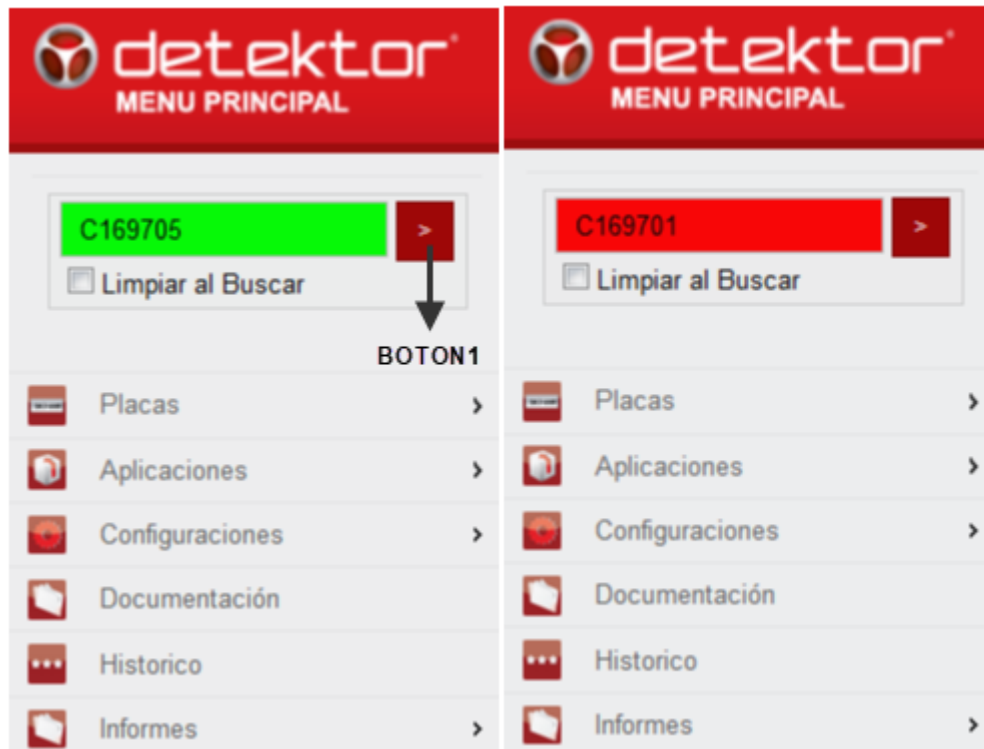 detektor
MENU PRINCIPAL
C169705
>
Limpiar al Buscar
BOTON1
Placas
Aplicaciones
Configuraciones
Documentación
Historico
Informes
detektor
MENU PRINCIPAL
C169701
>
Limpiar al Buscar
Placas
Aplicaciones
Configuraciones
Documentación
Historico
Informes